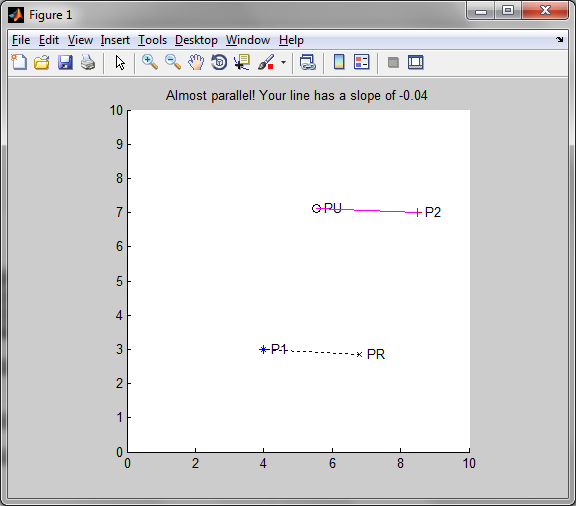 Figure 1
File Edit View Insert Tools Desktop Window Help
Almost parallel! Your line has a slope of -0.04
10
9
8
7
6
5
4
3
2
1
0
PU
P2
P1
PR
0 2 4 6 8 10